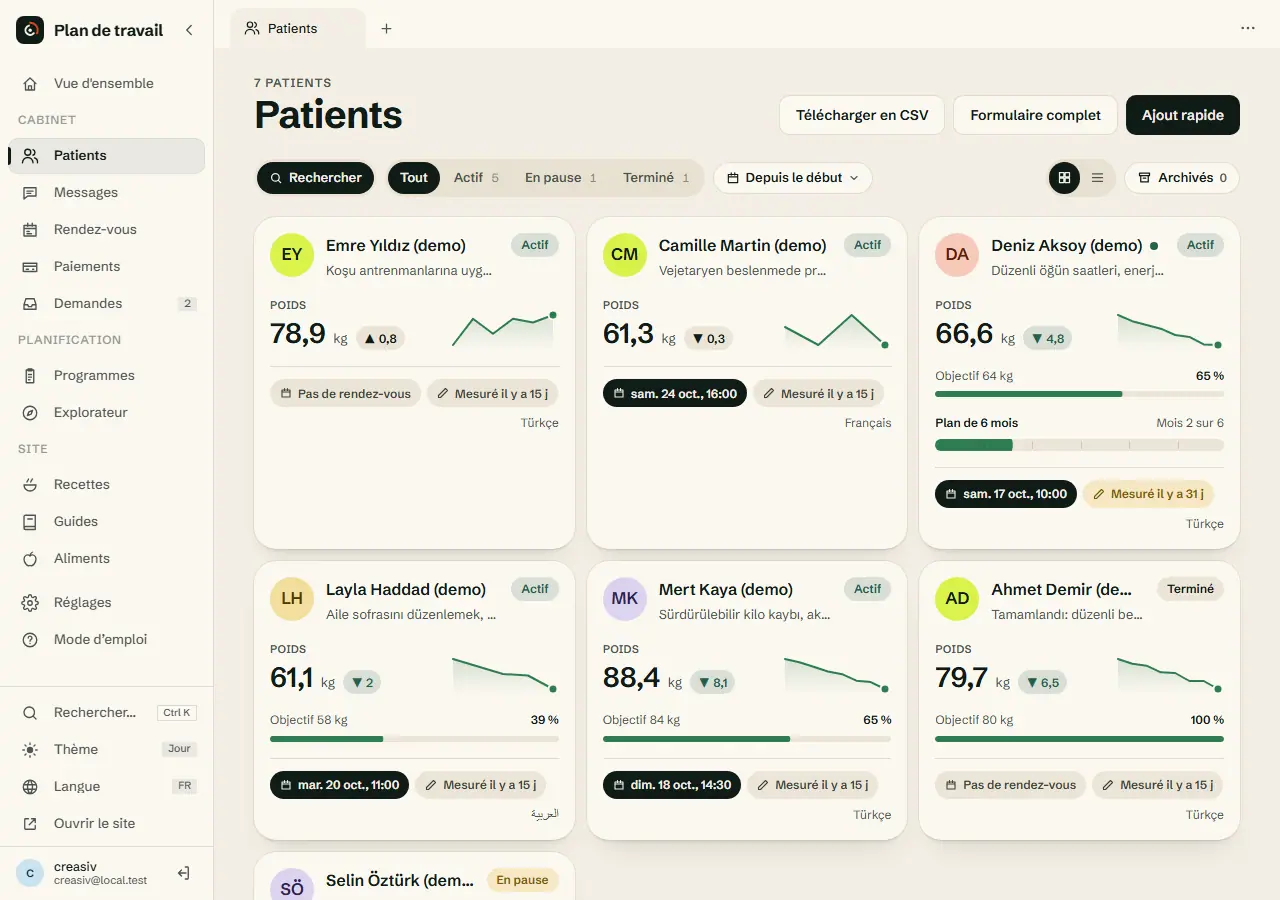 Plan de travail
Vue d'ensemble
CABINET
Patients
Messages
Rendez-vous
Paiements
Demandes 2
PLANIFICATION
Programmes
Explorateur
SITE
Recettes
Guides
Aliments
Réglages
Mode d'emploi
Rechercher... Ctrl K
Thème Jour
Langue FR
Ouvrir le site
C creasiv
creasiv@local.test
Patients
7 PATIENTS
Patients
Télécharger en CSV Formulaire complet Ajout rapide
Rechercher Tout Actif 5 En pause 1 Terminé 1 Depuis le début Archivés 0
EY Emre Yıldız (demo) Actif
Koşu antrenmanlarına uyg...
POIDS
78,9 kg ▲ 0,8
Pas de rendez-vous Mesuré il y a 15 j
Türkçe
CM Camille Martin (demo) Actif
Vejetaryen beslenmede pr...
POIDS
61,3 kg ▼ 0,3
sam. 24 oct., 16:00 Mesuré il y a 15 j
Français
DA Deniz Aksoy (demo) Actif
Düzenli öğün saatleri, enerj...
POIDS
66,6 kg ▼ 4,8
Objectif 64 kg 65 %
Plan de 6 mois Mois 2 sur 6
sam. 17 oct., 10:00 Mesuré il y a 31 j
Türkçe
LH Layla Haddad (demo) Actif
Aile sofrasını düzenlemek, ...
POIDS
61,1 kg ▼ 2
Objectif 58 kg 39 %
mar. 20 oct., 11:00 Mesuré il y a 15 j
العربية
MK Mert Kaya (demo) Actif
Sürdürülebilir kilo kaybı, ak...
POIDS
88,4 kg ▼ 8,1
Objectif 84 kg 65 %
dim. 18 oct., 14:30 Mesuré il y a 15 j
Türkçe
AD Ahmet Demir (de... Terminé
Tamamlandı: düzenli be...
POIDS
79,7 kg ▼ 6,5
Objectif 80 kg 100 %
Pas de rendez-vous Mesuré il y a 15 j
Türkçe
SÖ Selin Öztürk (dem... En pause